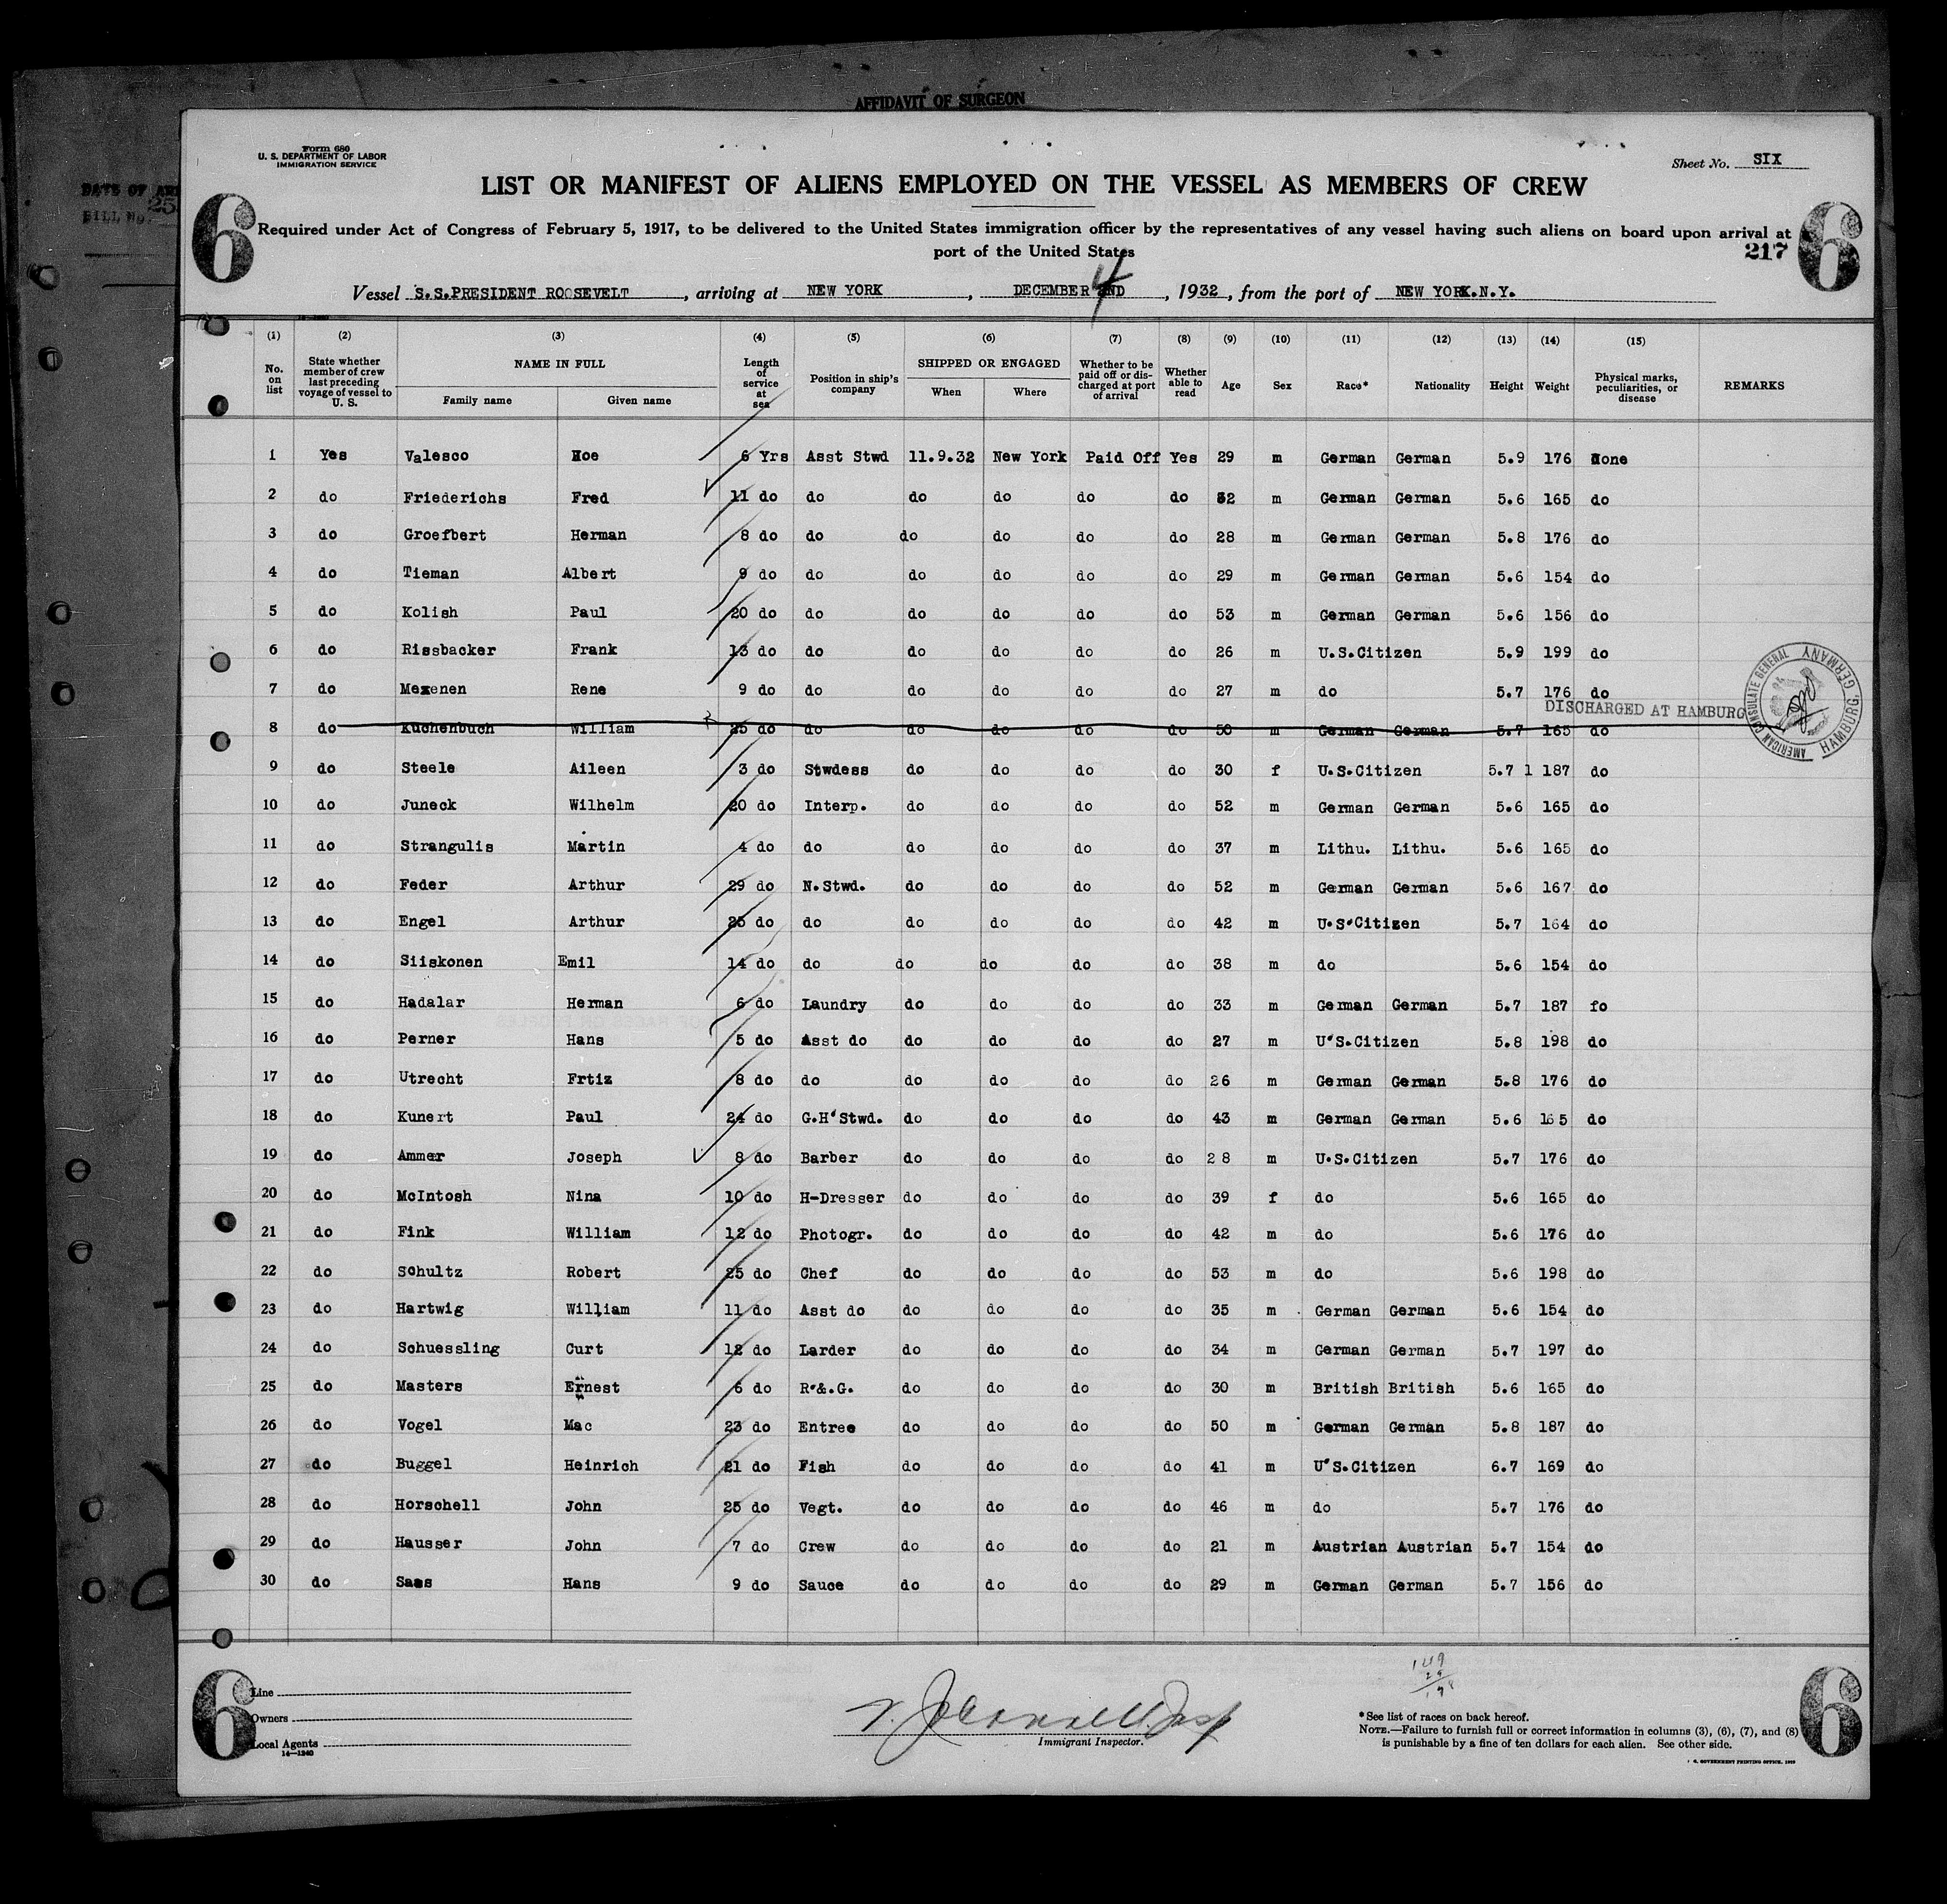 AFFIDAVIT OF SURGEON
Form 680
U. S. DEPARTMENT OF LABOR
IMMIGRATION SERVICE
Sheet No. SIX
LIST OR MANIFEST OF ALIENS EMPLOYED ON THE VESSEL AS MEMBERS OF CREW
6 6
Required under Act of Congress of February 5, 1917, to be delivered to the United States immigration officer by the representatives of any vessel having such aliens on board upon arrival at
port of the United States
217
Vessel S.S.PRESIDENT ROOSEVELT, arriving at NEW YORK, DECEMBER 4, 1932, from the port of NEW YORK.N.Y.
(1) (2) (3) (4) (5) (6) (7) (8) (9) (10) (11) (12) (13) (14) (15)
No. on list State whether member of crew last preceding voyage of vessel to U. S. NAME IN FULL Family name Given name Length of service at sea Position in ship's company SHIPPED OR ENGAGED When Where Whether to be paid off or discharged at port of arrival Whether able to read Age Sex Race* Nationality Height Weight Physical marks, peculiarities, or disease REMARKS
1 Yes Valesco 6 Yrs Asst Stwd 11.9.32 New York Paid Off Yes 29 m German German 5.9 176 None
2 do Friederichs Fred 11 do do do do do do 32 m German German 5.6 165 do
3 do Groefbert Herman 8 do do do do do do 28 m German German 5.8 176 do
4 do Tieman Albert 9 do do do do do do 29 m German German 5.6 154 do
5 do Kolish Paul 20 do do do do do do 53 m German German 5.6 156 do
6 do Rissbacker Frank 13 do do do do do do 26 m U.S.Citizen 5.9 199 do
7 do Mexenen Rene 9 do do do do do do 27 m do 5.7 176 do
DISCHARGED AT HAMBURG
AMERICAN CONSULATE GENERAL HAMBURG, GERMANY
8 do Kuchenbuch William 25 do do do do do do 50 m German German 5.7 165 do
9 do Steele Aileen 3 do Stwdess do do do do 30 f U.S.Citizen 5.7 1 187 do
10 do Juneck Wilhelm 20 do Interp. do do do do 52 m German German 5.6 165 do
11 do Strangulis Martin 4 do do do do do do 37 m Lithu. Lithu. 5.6 165 do
12 do Feder Arthur 29 do N.Stwd. do do do do 52 m German German 5.6 167 do
13 do Engel Arthur 25 do do do do do do 42 m U.S.Citizen 5.7 164 do
14 do Siiskonen Emil 14 do do do do do do 38 m do 5.6 154 do
15 do Hadalar Herman 6 do Laundry do do do do 33 m German German 5.7 187 fo
16 do Perner Hans 5 do Asst do do do do do 27 m U'S.Citizen 5.8 198 do
17 do Utrecht Frtiz 8 do do do do do do 26 m German German 5.8 176 do
18 do Kunert Paul 24 do G.H'Stwd. do do do do 43 m German German 5.6 165 do
19 do Ammer Joseph 8 do Barber do do do do 28 m U.S.Citizen 5.7 176 do
20 do McIntosh Nina 10 do H-Dresser do do do do 39 f do 5.6 165 do
21 do Fink William 12 do Photogr. do do do do 42 m do 5.6 176 do
22 do Schultz Robert 25 do Chef do do do do 53 m do 5.6 198 do
23 do Hartwig William 11 do Asst do do do do do 35 m German German 5.6 154 do
24 do Schuessling Curt 12 do Larder do do do do 34 m German German 5.7 197 do
25 do Masters Ernest 6 do R'&.G. do do do do 30 m British British 5.6 165 do
26 do Vogel Mac 23 do Entree do do do do 50 m German German 5.8 187 do
27 do Buggel Heinrich 21 do Fish do do do do 41 m U'S.Citizen 6.7 169 do
28 do Horschell John 25 do Vegt. do do do do 46 m do 5.7 176 do
29 do Hausser John 7 do Crew do do do do 21 m Austrian Austrian 5.7 154 do
30 do Sass Hans 9 do Sauce do do do do 29 m German German 5.7 156 do
6 6
Line
Owners
Local Agents
14—1240
Immigrant Inspector.
*See list of races on back hereof.
NOTE.—Failure to furnish full or correct information in columns (3), (6), (7), and (8)
is punishable by a fine of ten dollars for each alien. See other side.